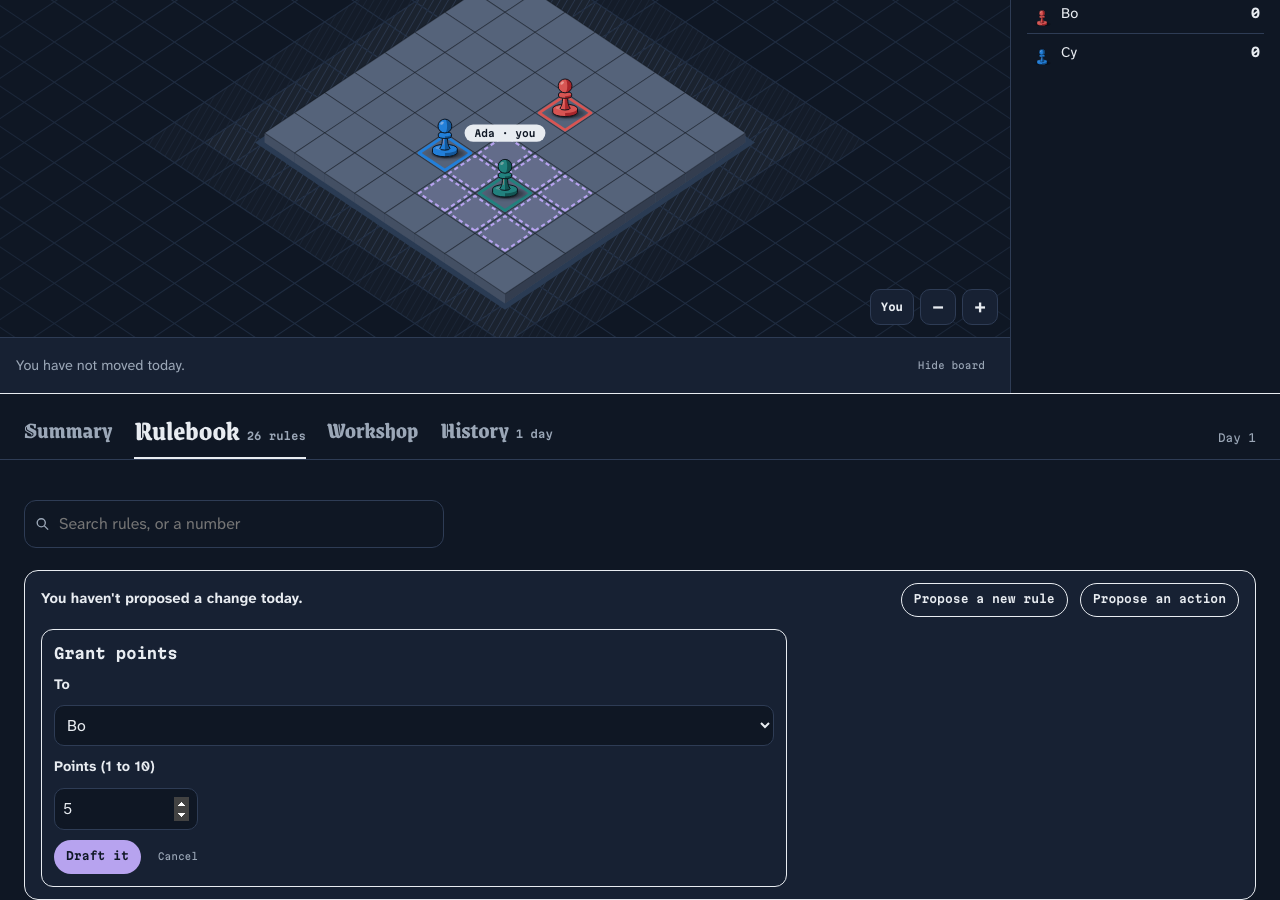 Bo 0
Cy 0
Ada · you
You − +
You have not moved today.
Hide board
Summary Rulebook 26 rules Workshop History 1 day
Day 1
Search rules, or a number
You haven't proposed a change today.
Propose a new rule Propose an action
Grant points
To
Bo
Points (1 to 10)
5
Draft it Cancel